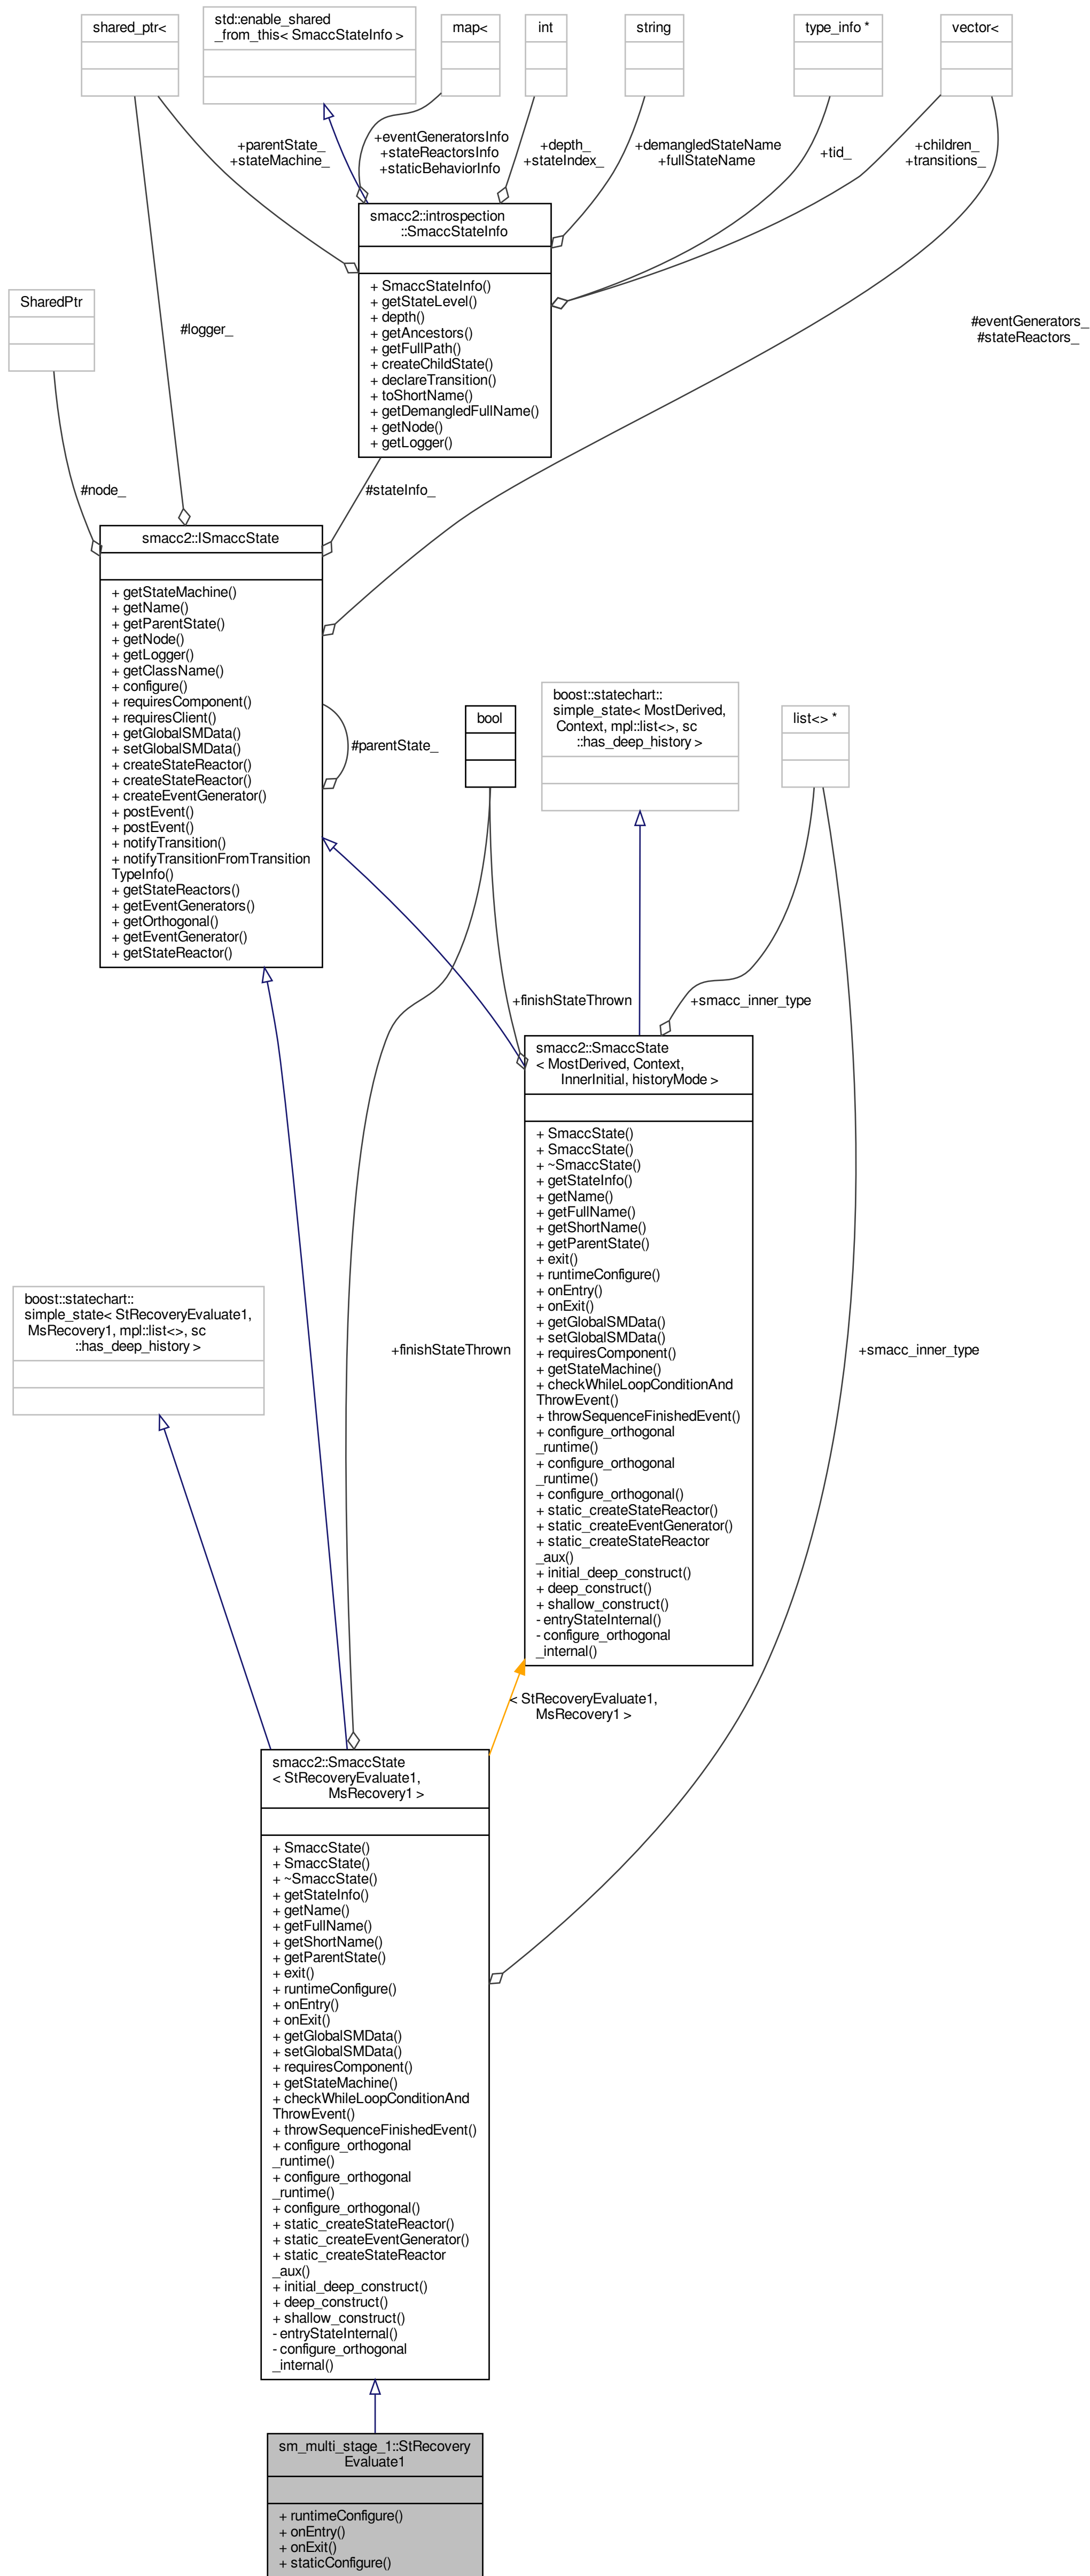 shared_ptr<
std::enable_shared
_from_this< SmaccStateInfo >
map<
int
string
type_info *
vector<
+parentState_
+stateMachine_
+eventGeneratorsInfo
+stateReactorsInfo
+staticBehaviorInfo
+depth_
+stateIndex_
+demangledStateName
+fullStateName
+tid_
+children_
+transitions_
smacc2::introspection
::SmaccStateInfo
+ SmaccStateInfo()
+ getStateLevel()
+ depth()
+ getAncestors()
+ getFullPath()
+ createChildState()
+ declareTransition()
+ toShortName()
+ getDemangledFullName()
+ getNode()
+ getLogger()
SharedPtr
#logger_
#eventGenerators_
#stateReactors_
#node_
#stateInfo_
smacc2::ISmaccState
+ getStateMachine()
+ getName()
+ getParentState()
+ getNode()
+ getLogger()
+ getClassName()
+ configure()
+ requiresComponent()
+ requiresClient()
+ getGlobalSMData()
+ setGlobalSMData()
+ createStateReactor()
+ createStateReactor()
+ createEventGenerator()
+ postEvent()
+ postEvent()
+ notifyTransition()
+ notifyTransitionFromTransition
TypeInfo()
+ getStateReactors()
+ getEventGenerators()
+ getOrthogonal()
+ getEventGenerator()
+ getStateReactor()
#parentState_
bool
boost::statechart::
simple_state< MostDerived,
Context, mpl::list<>, sc
::has_deep_history >
list<> *
+finishStateThrown
+smacc_inner_type
smacc2::SmaccState
< MostDerived, Context,
InnerInitial, historyMode >
+ SmaccState()
+ SmaccState()
+ ~SmaccState()
+ getStateInfo()
+ getName()
+ getFullName()
+ getShortName()
+ getParentState()
+ exit()
+ runtimeConfigure()
+ onEntry()
+ onExit()
+ getGlobalSMData()
+ setGlobalSMData()
+ requiresComponent()
+ getStateMachine()
+ checkWhileLoopConditionAnd
ThrowEvent()
+ throwSequenceFinishedEvent()
+ configure_orthogonal
_runtime()
+ configure_orthogonal
_runtime()
+ configure_orthogonal()
+ static_createStateReactor()
+ static_createEventGenerator()
+ static_createStateReactor
_aux()
+ initial_deep_construct()
+ deep_construct()
+ shallow_construct()
- entryStateInternal()
- configure_orthogonal
_internal()
boost::statechart::
simple_state< StRecoveryEvaluate1,
MsRecovery1, mpl::list<>, sc
::has_deep_history >
+finishStateThrown
+smacc_inner_type
< StRecoveryEvaluate1,
MsRecovery1 >
smacc2::SmaccState
< StRecoveryEvaluate1,
MsRecovery1 >
+ SmaccState()
+ SmaccState()
+ ~SmaccState()
+ getStateInfo()
+ getName()
+ getFullName()
+ getShortName()
+ getParentState()
+ exit()
+ runtimeConfigure()
+ onEntry()
+ onExit()
+ getGlobalSMData()
+ setGlobalSMData()
+ requiresComponent()
+ getStateMachine()
+ checkWhileLoopConditionAnd
ThrowEvent()
+ throwSequenceFinishedEvent()
+ configure_orthogonal
_runtime()
+ configure_orthogonal
_runtime()
+ configure_orthogonal()
+ static_createStateReactor()
+ static_createEventGenerator()
+ static_createStateReactor
_aux()
+ initial_deep_construct()
+ deep_construct()
+ shallow_construct()
- entryStateInternal()
- configure_orthogonal
_internal()
sm_multi_stage_1::StRecovery
Evaluate1
+ runtimeConfigure()
+ onEntry()
+ onExit()
+ staticConfigure()